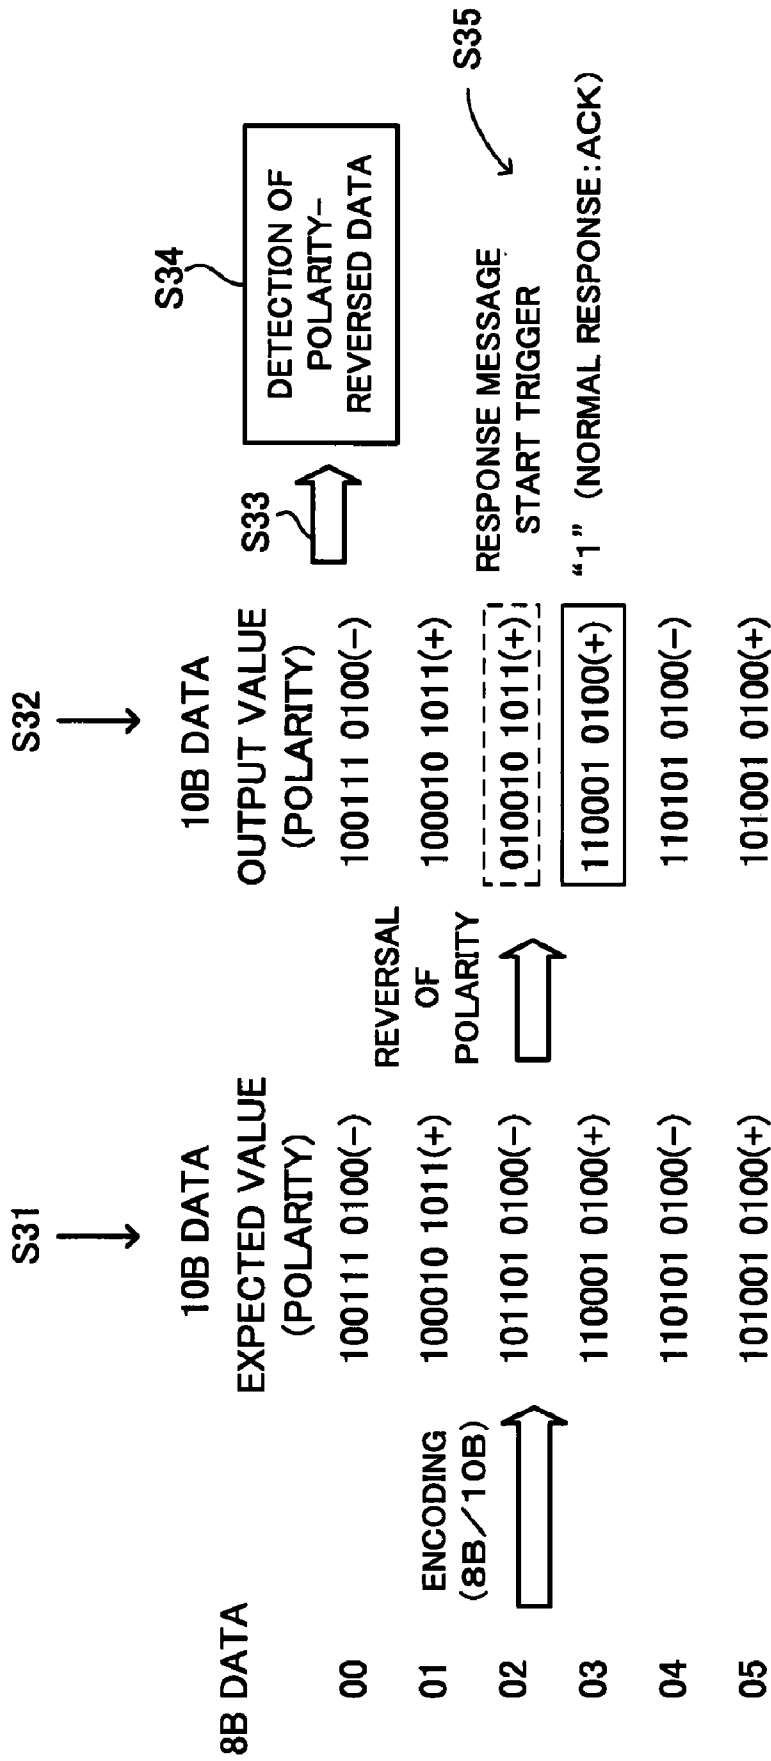 S31
S32
8B DATA
10B DATA
EXPECTED VALUE
(POLARITY)
10B DATA
OUTPUT VALUE
(POLARITY)
S33
S34
DETECTION OF
POLARITY-
REVERSED DATA
00
100111 0100(-)
100111 0100(-)
01
100010 1011(+)
100010 1011(+)
02
101101 0100(-)
010010 1011(+)
03
110001 0100(+)
110001 0100(+)
04
110101 0100(-)
110101 0100(-)
05
101001 0100(+)
101001 0100(+)
ENCODING
(8B/10B)
REVERSAL
OF
POLARITY
RESPONSE MESSAGE
START TRIGGER
"1" (NORMAL RESPONSE:ACK)
S35